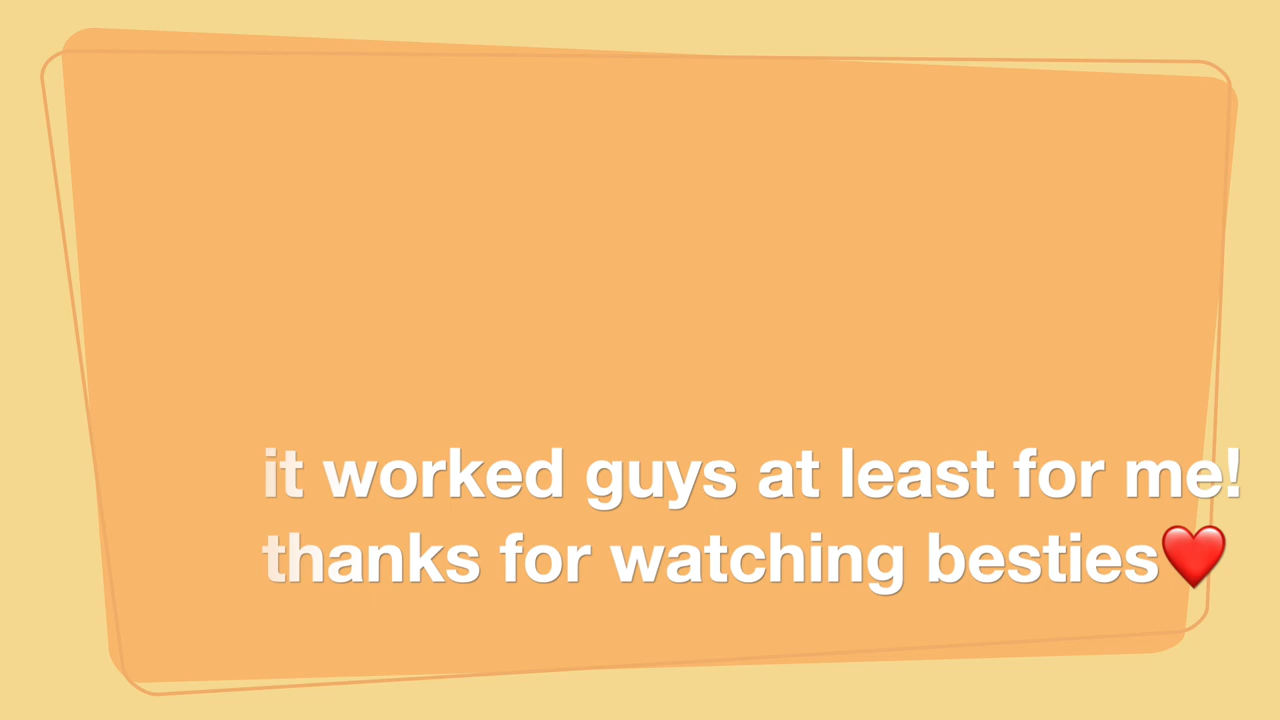 it worked guys at least for me!
thanks for watching besties❤️